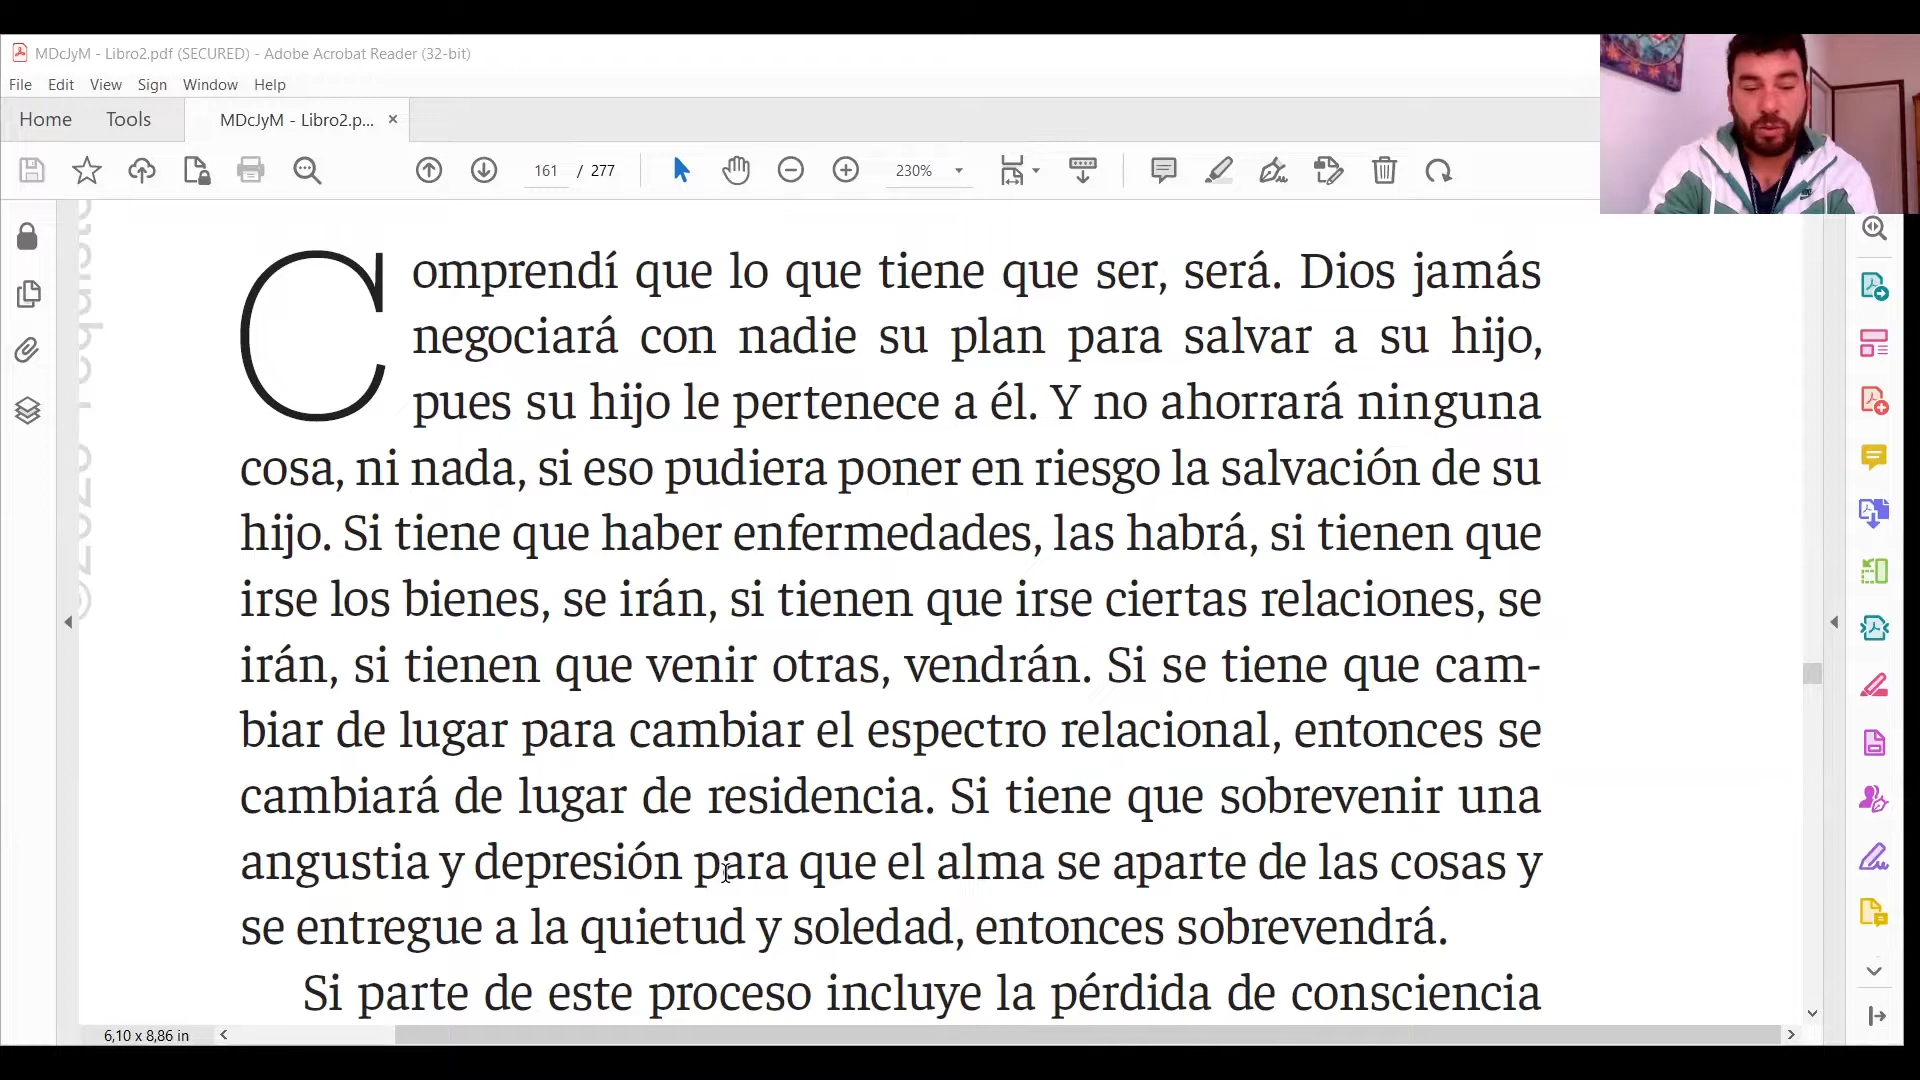 MDcJyM - Libro2.pdf (SECURED) - Adobe Acrobat Reader (32-bit)
File Edit View Sign Window Help
Home Tools MDcJyM - Libro2.p... ×
161 / 277 230%
Comprendí que lo que tiene que ser, será. Dios jamás
negociará con nadie su plan para salvar a su hijo,
pues su hijo le pertenece a él. Y no ahorrará ninguna
cosa, ni nada, si eso pudiera poner en riesgo la salvación de su
hijo. Si tiene que haber enfermedades, las habrá, si tienen que
irse los bienes, se irán, si tienen que irse ciertas relaciones, se
irán, si tienen que venir otras, vendrán. Si se tiene que cam-
biar de lugar para cambiar el espectro relacional, entonces se
cambiará de lugar de residencia. Si tiene que sobrevenir una
angustia y depresión para que el alma se aparte de las cosas y
se entregue a la quietud y soledad, entonces sobrevendrá.
Si parte de este proceso incluye la pérdida de consciencia
6,10 x 8,86 in